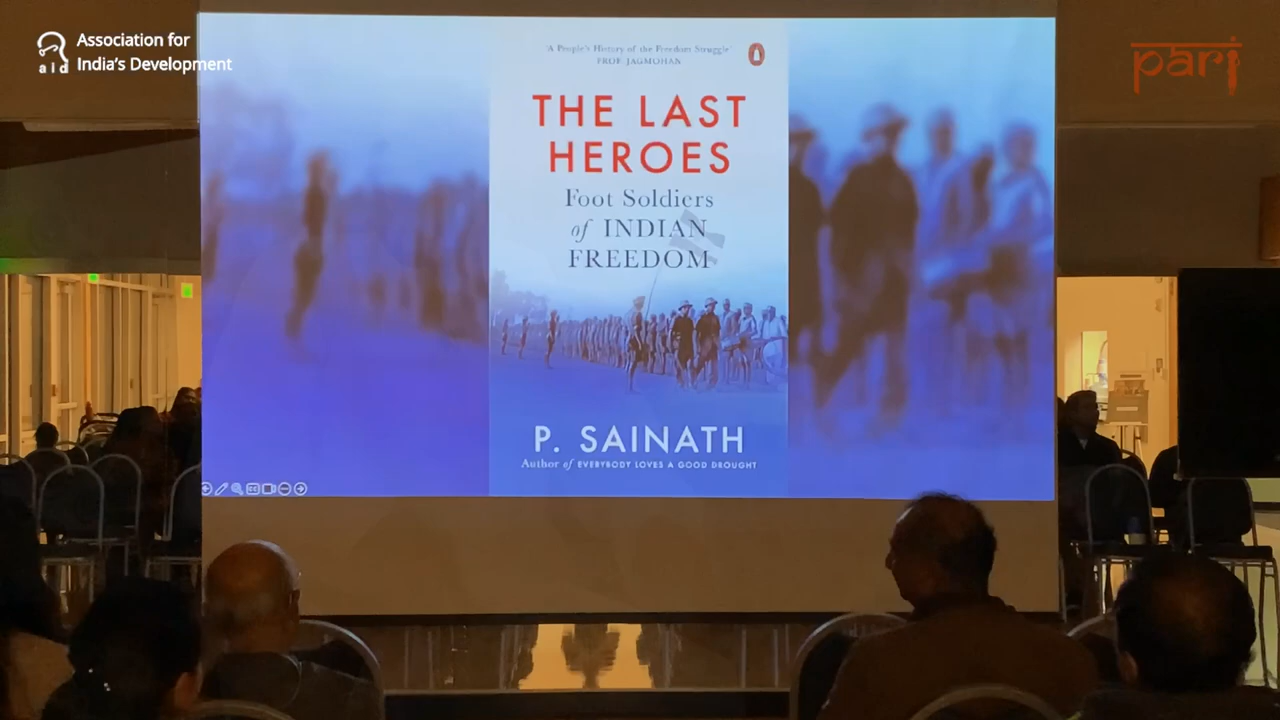 Association for
India's Development
aid
pari
'A People's History of the Freedom Struggle'
PROF. JAGMOHAN
THE LAST
HEROES
Foot Soldiers
of INDIAN
FREEDOM
P. SAINATH
Author of EVERYBODY LOVES A GOOD DROUGHT